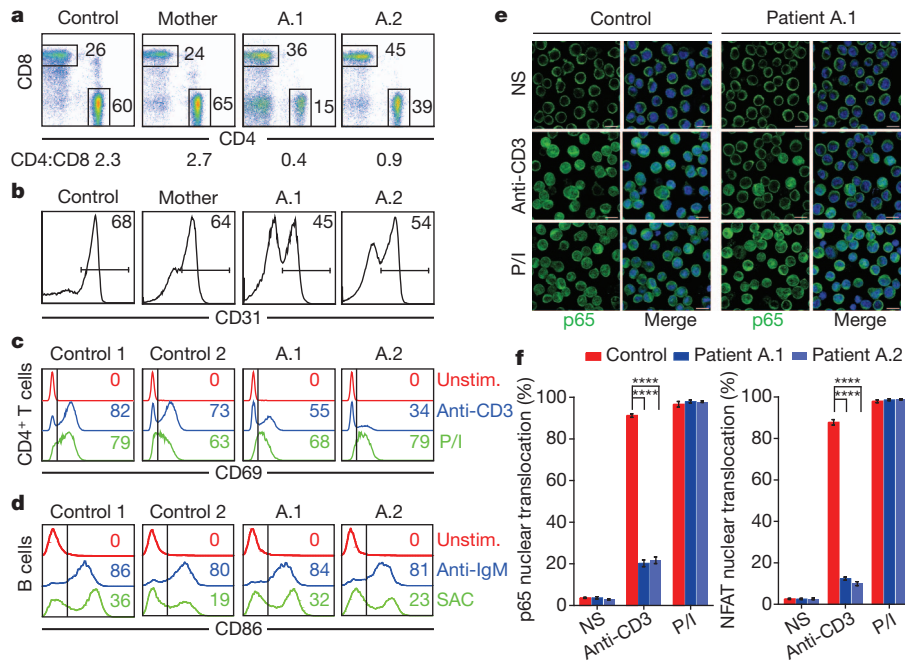 a Control Mother A.1 A.2
CD8
26 24 36 45
60 65 15 39
CD4
CD4:CD8 2.3 2.7 0.4 0.9
b Control Mother A.1 A.2
68 64 45 54
CD31
c Control 1 Control 2 A.1 A.2
CD4+ T cells
0 0 0 0 Unstim.
82 73 55 34 Anti-CD3
79 63 68 79 P/I
CD69
d Control 1 Control 2 A.1 A.2
B cells
0 0 0 0 Unstim.
86 80 84 81 Anti-IgM
36 19 32 23 SAC
CD86
e Control Patient A.1
NS
Anti-CD3
P/I
p65 Merge p65 Merge
f Control Patient A.1 Patient A.2
p65 nuclear translocation (%)
100
80
60
40
20
0
****
****
NS Anti-CD3 P/I
NFAT nuclear translocation (%)
100
80
60
40
20
0
****
****
NS Anti-CD3 P/I